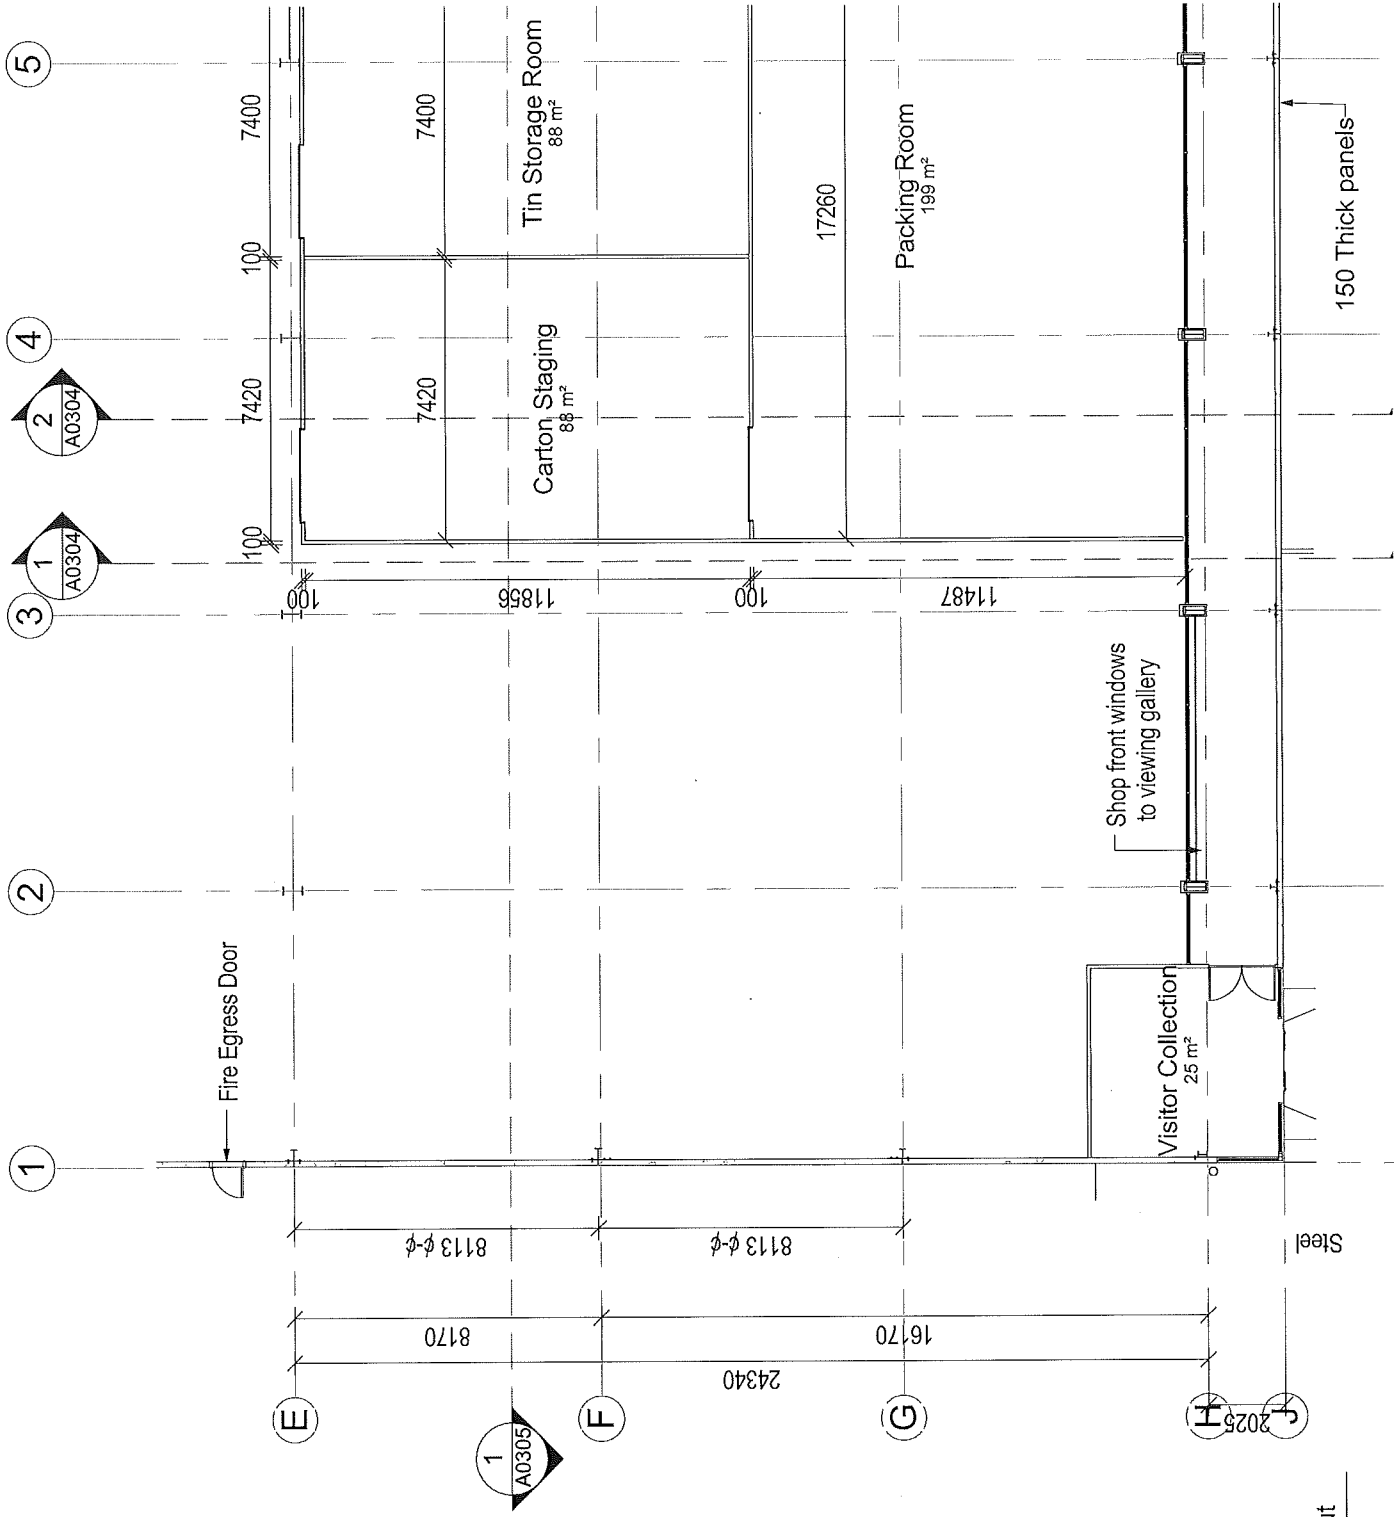 5
4
3
2
1
2
A0304
1
A0304
7400
100
7420
100
7400
7420
Tin Storage Room
88 m²
Carton Staging
88 m²
17260
Packing Room
199 m²
100
11856
100
11487
150 Thick panels
Shop front windows
to viewing gallery
Fire Egress Door
Visitor Collection
25 m²
8113 ¢-¢
8113 ¢-¢
8170
16170
24340
2025
Steel
E
F
G
H
J
1
A0305
ut